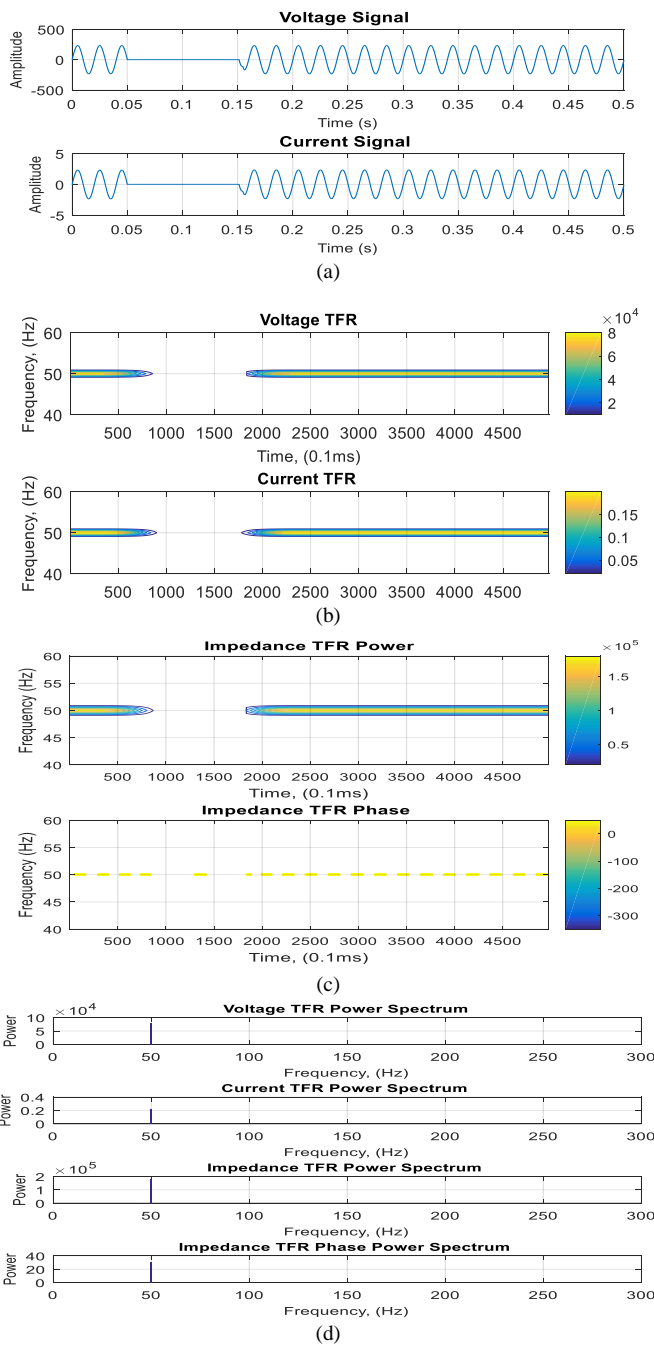 Voltage Signal
Amplitude
500
0
-500
0 0.05 0.1 0.15 0.2 0.25 0.3 0.35 0.4 0.45 0.5
Time (s)
Current Signal
Amplitude
5
0
-5
0 0.05 0.1 0.15 0.2 0.25 0.3 0.35 0.4 0.45 0.5
Time (s)
(a)
Voltage TFR
×10⁴
Frequency, (Hz)
60
50
40
8
6
4
2
500 1000 1500 2000 2500 3000 3500 4000 4500
Time, (0.1ms)
Current TFR
Frequency, (Hz)
60
50
40
0.15
0.1
0.05
500 1000 1500 2000 2500 3000 3500 4000 4500
(b)
Impedance TFR Power
×10⁵
Frequency (Hz)
60
55
50
45
40
1.5
1
0.5
500 1000 1500 2000 2500 3000 3500 4000 4500
Time, (0.1ms)
Impedance TFR Phase
Frequency (Hz)
60
55
50
45
40
0
-100
-200
-300
500 1000 1500 2000 2500 3000 3500 4000 4500
Time, (0.1ms)
(c)
Voltage TFR Power Spectrum
×10⁴
Power
10
5
0
0 50 100 150 200 250 300
Frequency, (Hz)
Current TFR Power Spectrum
Power
0.4
0.2
0
0 50 100 150 200 250 300
Frequency, (Hz)
Impedance TFR Power Spectrum
×10⁵
Power
2
1
0
0 50 100 150 200 250 300
Frequency, (Hz)
Impedance TFR Phase Power Spectrum
Power
40
20
0
0 50 100 150 200 250 300
Frequency, (Hz)
(d)